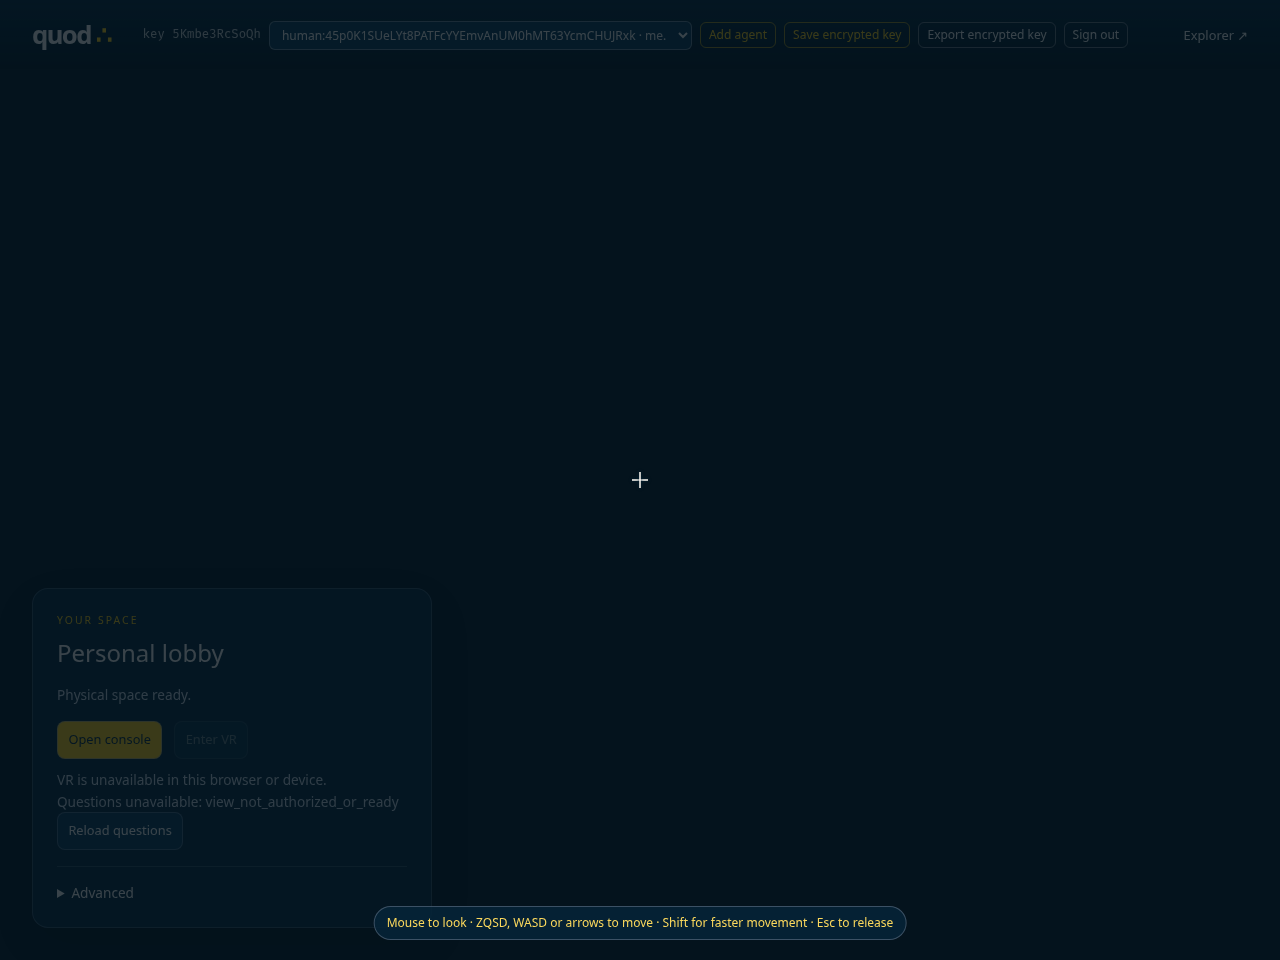 quod
key 5Kmbe3RcSoQh
human:45p0K1SUeLYt8PATFcYYEmvAnUM0hMT63YcmCHUJRxk · me.
Add agent
Save encrypted key
Export encrypted key
Sign out
Explorer ↗
YOUR SPACE
Personal lobby
Physical space ready.
Open console
Enter VR
VR is unavailable in this browser or device.
Questions unavailable: view_not_authorized_or_ready
Reload questions
Advanced
Mouse to look · ZQSD, WASD or arrows to move · Shift for faster movement · Esc to release